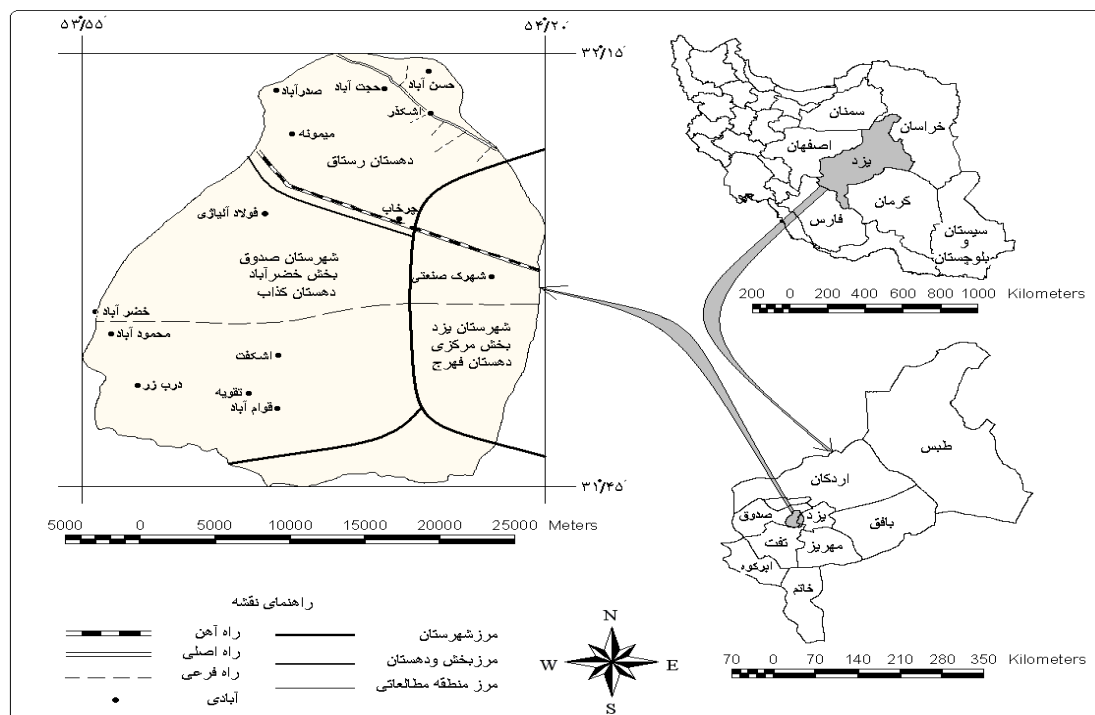 ۵۳٬۵۵
۵۴٬۲۰
۳۲٬۱۵
حسن آباد
حجت آباد
صدرآباد
اشکذر
میمونه
دهستان رستاق
چرخاب
فولاد آلیاژی
شهرستان صدوق
بخش خضرآباد
دهستان کذاب
شهرک صنعتی
خضر آباد
محمود آباد
شهرستان یزد
بخش مرکزی
دهستان فهرج
اشکفت
درب زر
تقویه
قوام آباد
۳۱٬۴۵
5000 0 5000 10000 15000 20000 25000 Meters
سمنان
خراسان
اصفهان
یزد
کرمان
فارس
سیستان
و
بلوچستان
200 0 200 400 600 800 1000 Kilometers
طبس
اردکان
صدوق
یزد
بافق
تفت
مهریز
ابرکوه
خاتم
70 0 70 140 210 280 350 Kilometers
راهنمای نقشه
راه آهن
راه اصلی
راه فرعی
آبادی
مرزشهرستان
مرزبخش ودهستان
مرز منطقه مطالعاتی
N
W E
S